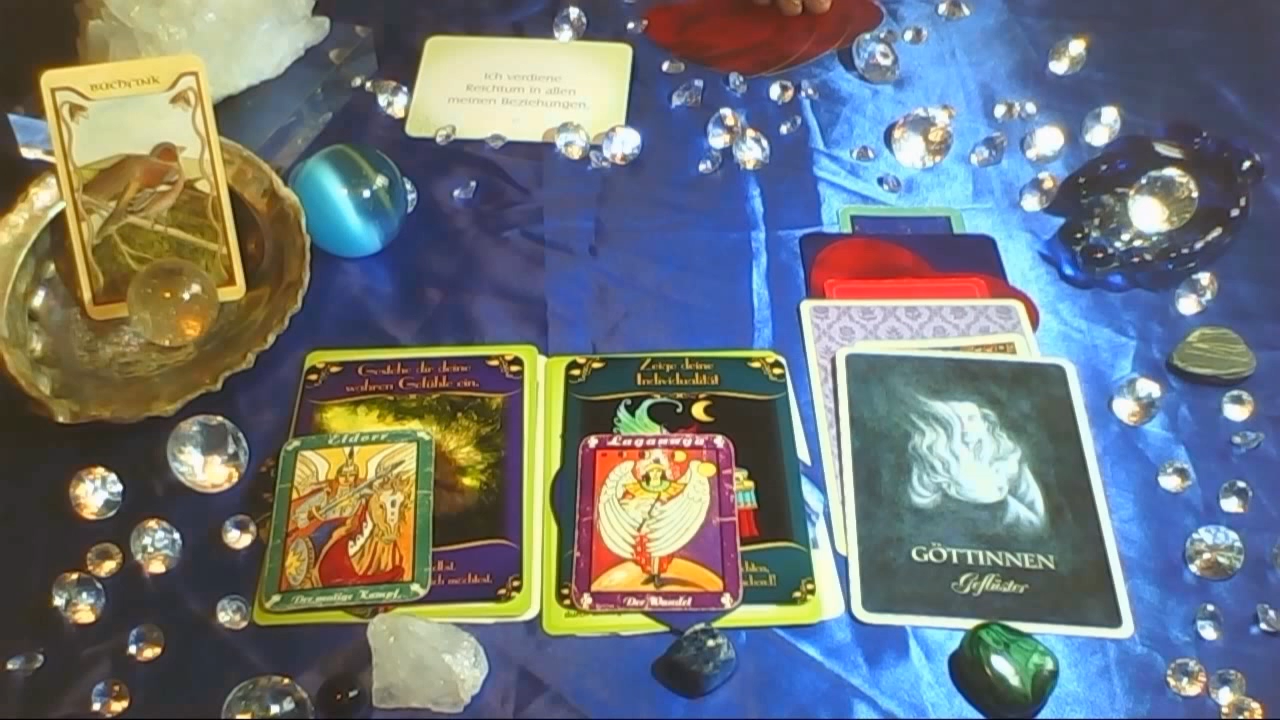 BUCHFINK
Ich verdiene
Reichtum in allen
meinen Beziehungen.
Gestehe dir deine
wahren Gefühle ein.
Eldorr
Der mutige Kampf
Zeige deine
Individualität
Der Wandel
GÖTTINNEN
Geflüster